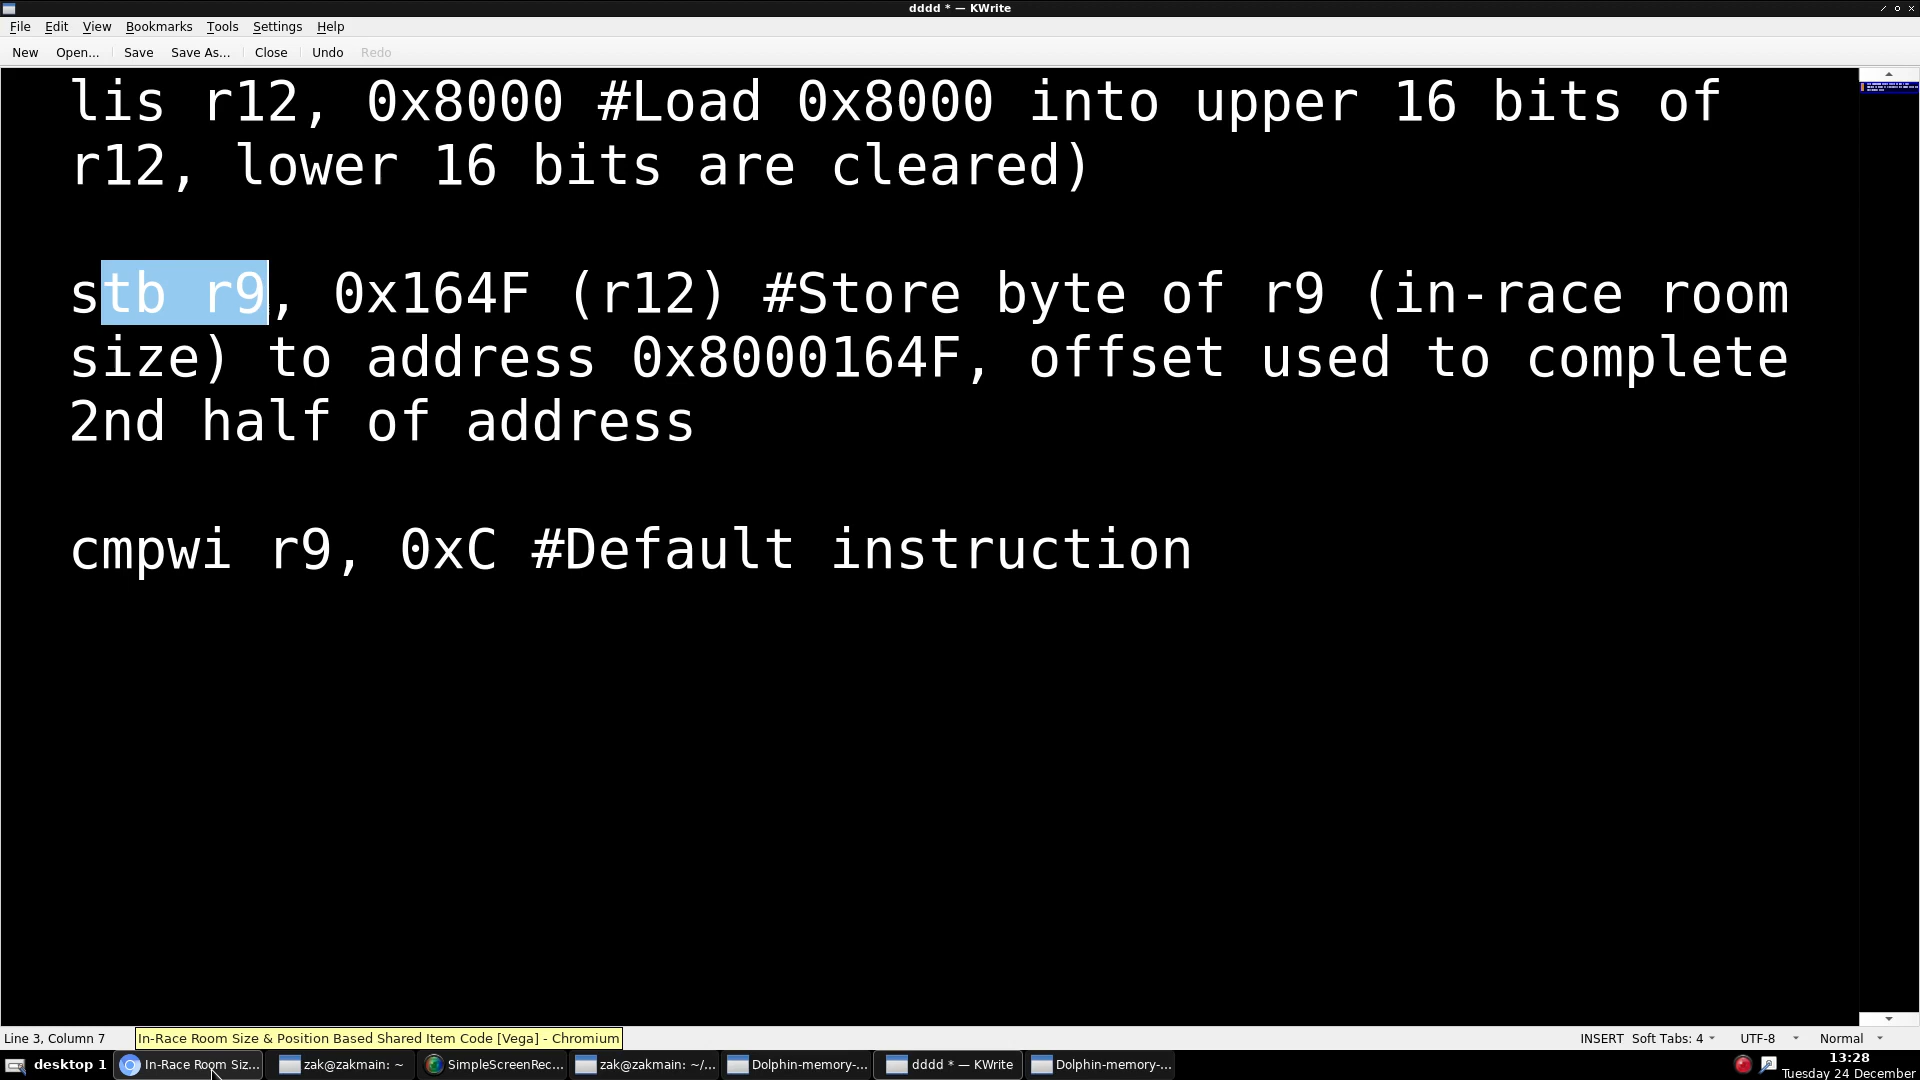 dddd * — KWrite
File Edit View Bookmarks Tools Settings Help
New Open... Save Save As... Close Undo Redo
lis r12, 0x8000 #Load 0x8000 into upper 16 bits of
r12, lower 16 bits are cleared)
stb r9, 0x164F (r12) #Store byte of r9 (in-race room
size) to address 0x8000164F, offset used to complete
2nd half of address
cmpwi r9, 0xC #Default instruction
Line 3, Column 7 In-Race Room Size & Position Based Shared Item Code [Vega] - Chromium INSERT Soft Tabs: 4 UTF-8 Normal
desktop 1 In-Race Room Siz... zak@zakmain: ~ SimpleScreenRec... zak@zakmain: ~/... Dolphin-memory-... dddd * — KWrite Dolphin-memory-... 13:28
Tuesday 24 December